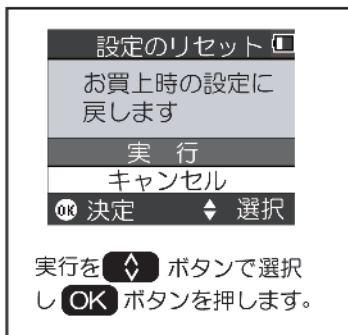 設定のリセット
お買上時の設定に
戻します
実 行
キャンセル
OK 決定 選択
実行を ボタンで選択
し OK ボタンを押します。